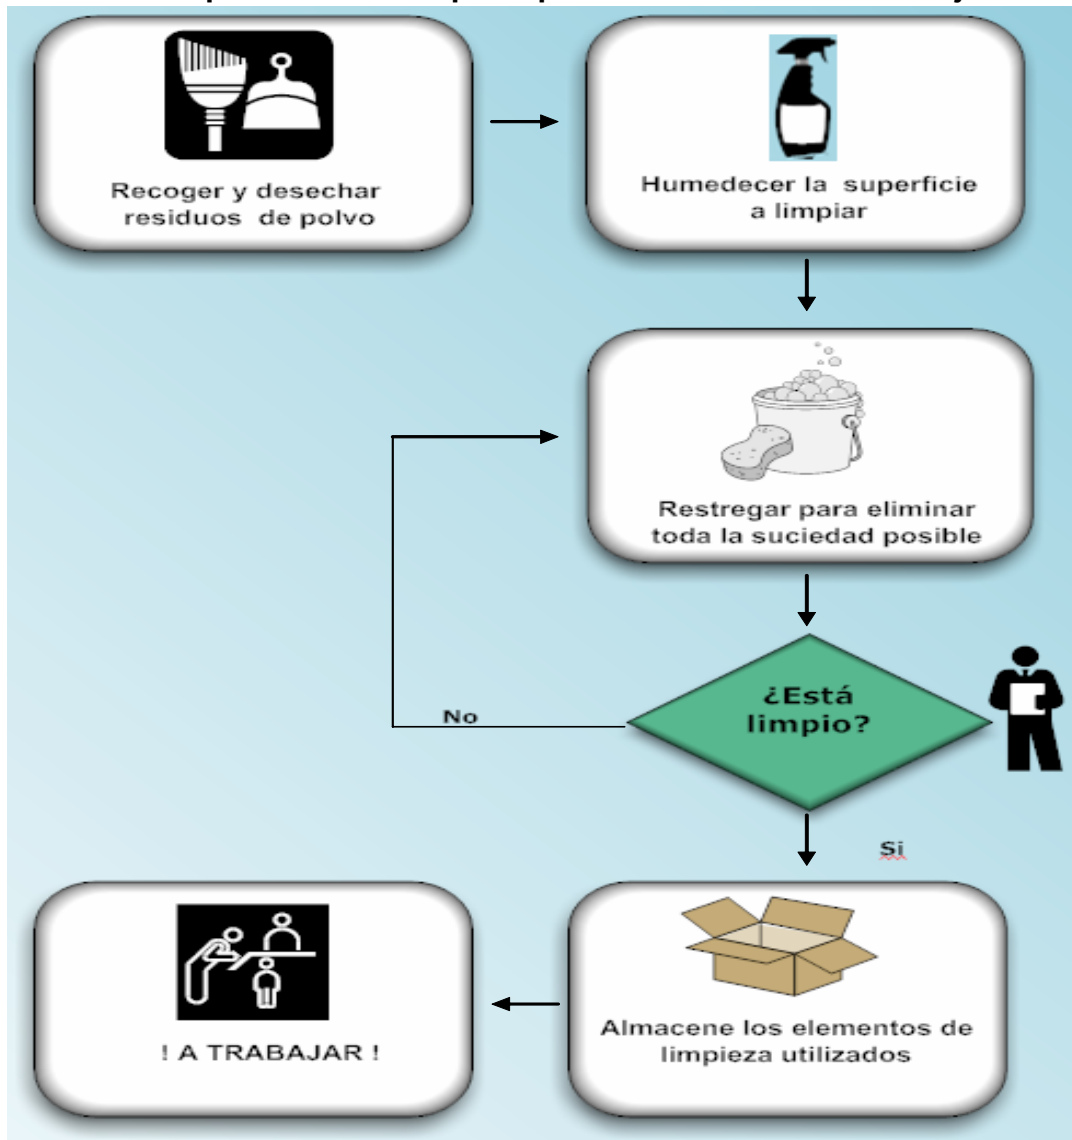 Recoger y desechar
residuos de polvo
Humedecer la superficie
a limpiar
Restregar para eliminar
toda la suciedad posible
¿Está
limpio?
No
Si
Almacene los elementos de
limpieza utilizados
! A TRABAJAR !